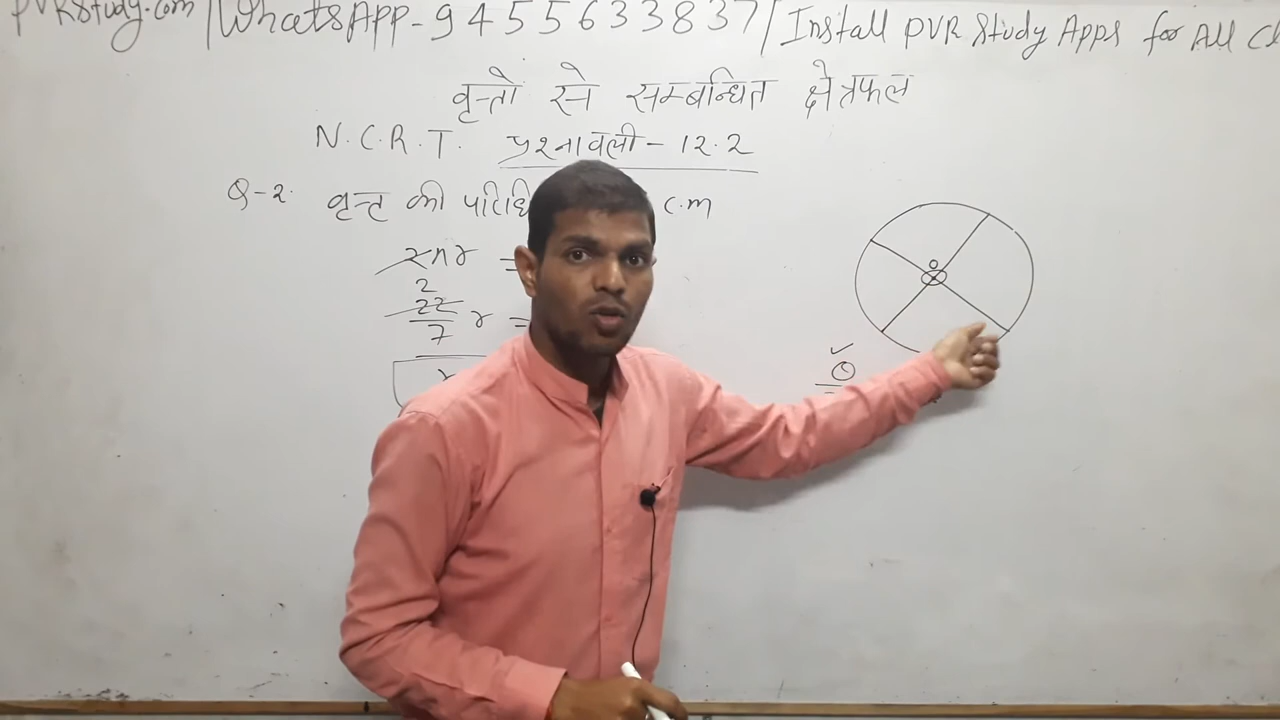 PVRStudy.com | WhatsApp - 9455633837 | Install PVR Study Apps for All
वृत्तों से सम्बन्धित क्षेत्रफल
N.C.R.T. प्रश्नावली - 12.2
Q-2. वृत्त की परिधि c.m
2πr =
2
22
7 r =
r
O
θ